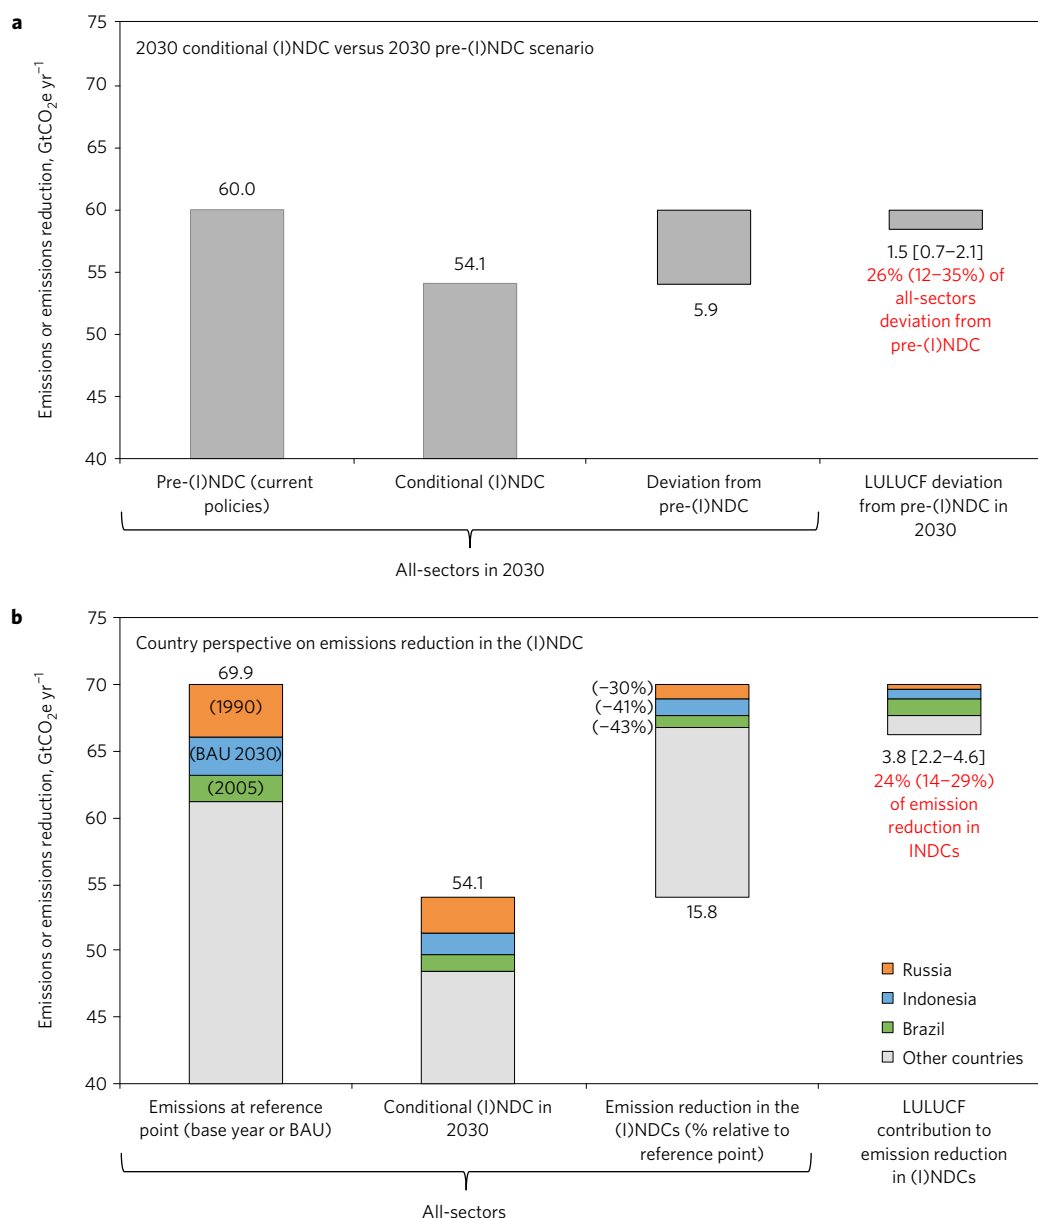 a
2030 conditional (I)NDC versus 2030 pre-(I)NDC scenario
Emissions or emissions reduction, GtCO₂e yr⁻¹
75
70
65
60
55
50
45
40
60.0
54.1
5.9
1.5 [0.7–2.1]
26% (12–35%) of
all-sectors
deviation from
pre-(I)NDC
Pre-(I)NDC (current
policies)
Conditional (I)NDC
Deviation from
pre-(I)NDC
LULUCF deviation
from pre-(I)NDC in
2030
All-sectors in 2030
b
Country perspective on emissions reduction in the (I)NDC
Emissions or emissions reduction, GtCO₂e yr⁻¹
75
70
65
60
55
50
45
40
69.9
(1990)
(BAU 2030)
(2005)
54.1
(−30%)
(−41%)
(−43%)
15.8
3.8 [2.2–4.6]
24% (14–29%)
of emission
reduction in
INDCs
Russia
Indonesia
Brazil
Other countries
Emissions at reference
point (base year or BAU)
Conditional (I)NDC in
2030
Emission reduction in the
(I)NDCs (% relative to
reference point)
LULUCF
contribution to
emission reduction
in (I)NDCs
All-sectors